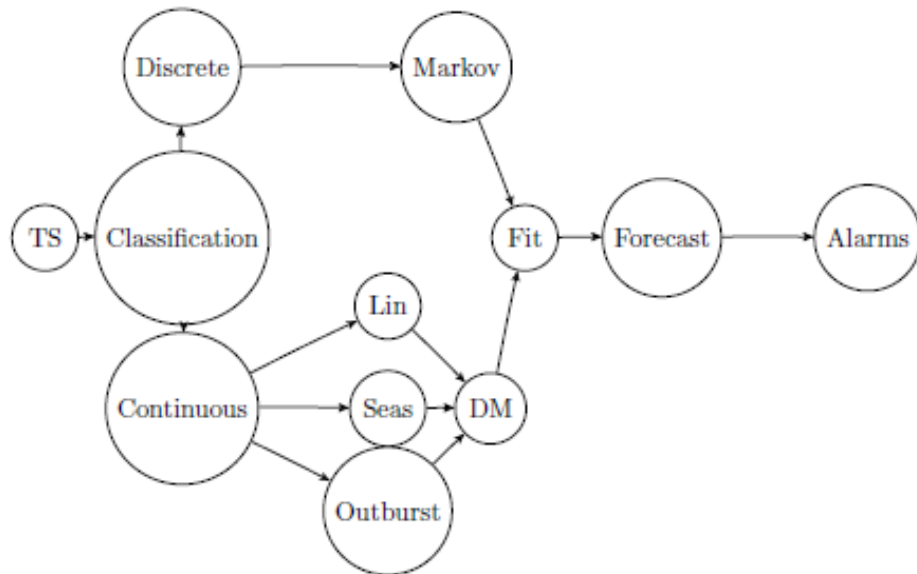 Discrete
Markov
TS
Classification
Fit
Forecast
Alarms
Lin
Continuous
Seas
DM
Outburst